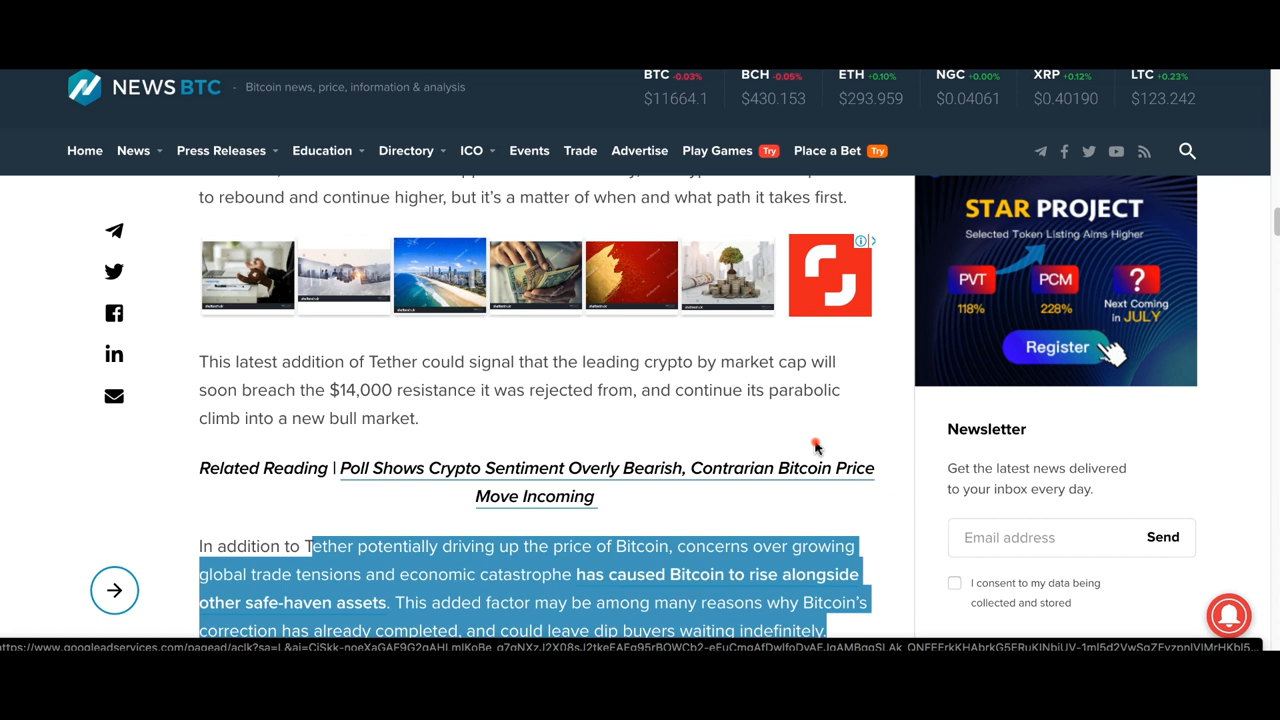 BTC -0.03% BCH -0.05% ETH +0.10% NGC +0.00% XRP +0.12% LTC +0.23%
NEWS BTC - Bitcoin news, price, information & analysis
$11664.1 $430.153 $293.959 $0.04061 $0.40190 $123.242
Home News Press Releases Education Directory ICO Events Trade Advertise Play Games Try Place a Bet Try
to rebound and continue higher, but it's a matter of when and what path it takes first.
STAR PROJECT
Selected Token Listing Aims Higher
PVT PCM ?
118% 228% Next Coming
in JULY
Register
This latest addition of Tether could signal that the leading crypto by market cap will
soon breach the $14,000 resistance it was rejected from, and continue its parabolic
climb into a new bull market.
Related Reading | Poll Shows Crypto Sentiment Overly Bearish, Contrarian Bitcoin Price
Move Incoming
In addition to Tether potentially driving up the price of Bitcoin, concerns over growing
global trade tensions and economic catastrophe has caused Bitcoin to rise alongside
other safe-haven assets. This added factor may be among many reasons why Bitcoin's
correction has already completed, and could leave dip buyers waiting indefinitely.
Newsletter
Get the latest news delivered
to your inbox every day.
Email address Send
I consent to my data being
collected and stored